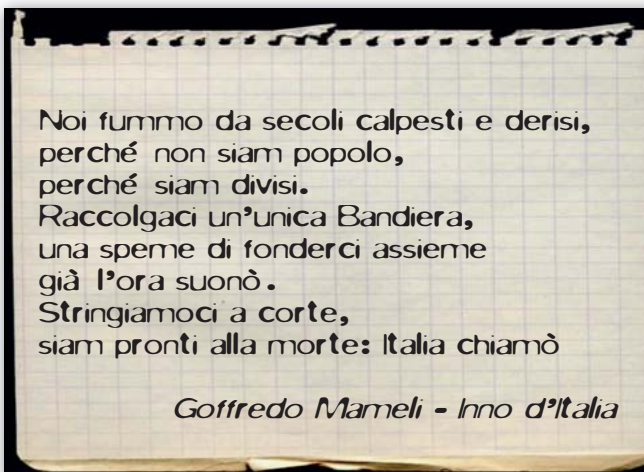 Noi fummo da secoli calpesti e derisi,
perché non siam popolo,
perché siam divisi.
Raccolgaci un'unica Bandiera,
una speme di fonderci assieme
già l'ora suonò.
Stringiamoci a corte,
siam pronti alla morte: Italia chiamò
Goffredo Mameli - Inno d'Italia